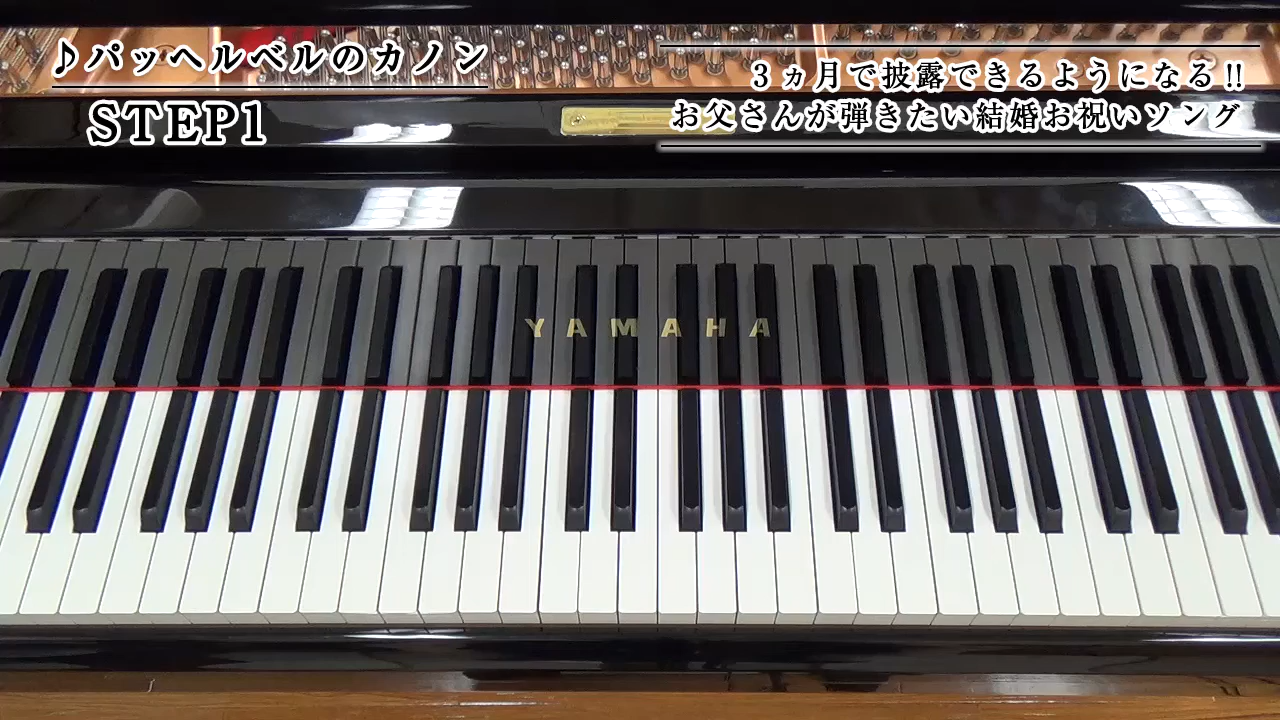 ♪パッヘルベルのカノン
STEP1
３ヵ月で披露できるようになる!!
お父さんが弾きたい結婚お祝いソング
YAMAHA